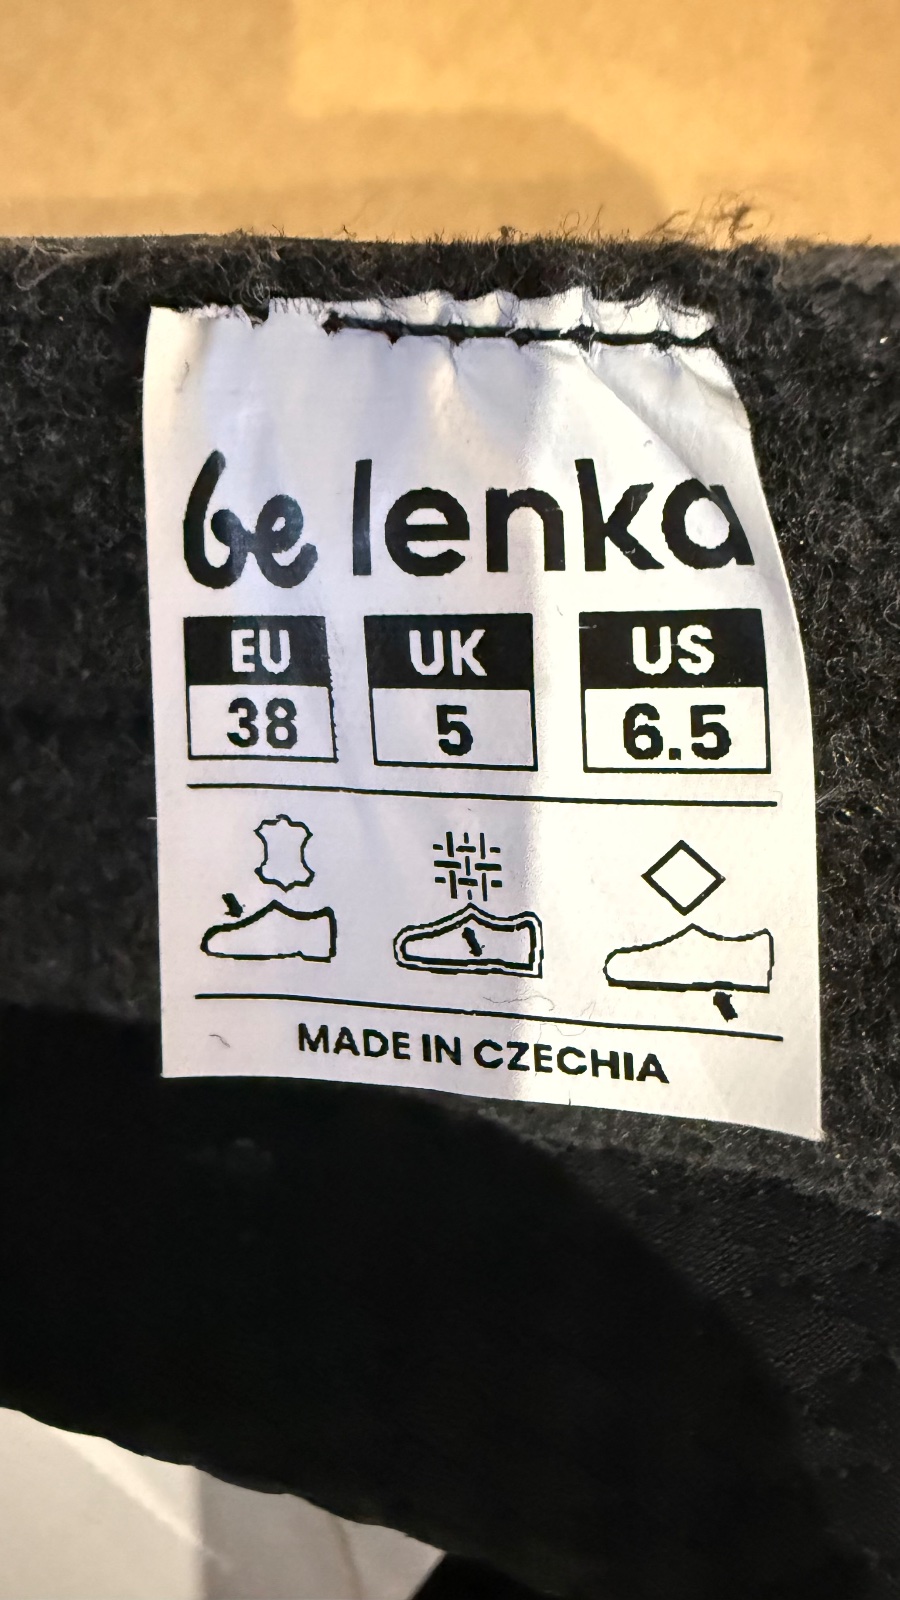 be lenka
EU UK US
38 5 6.5
MADE IN CZECHIA